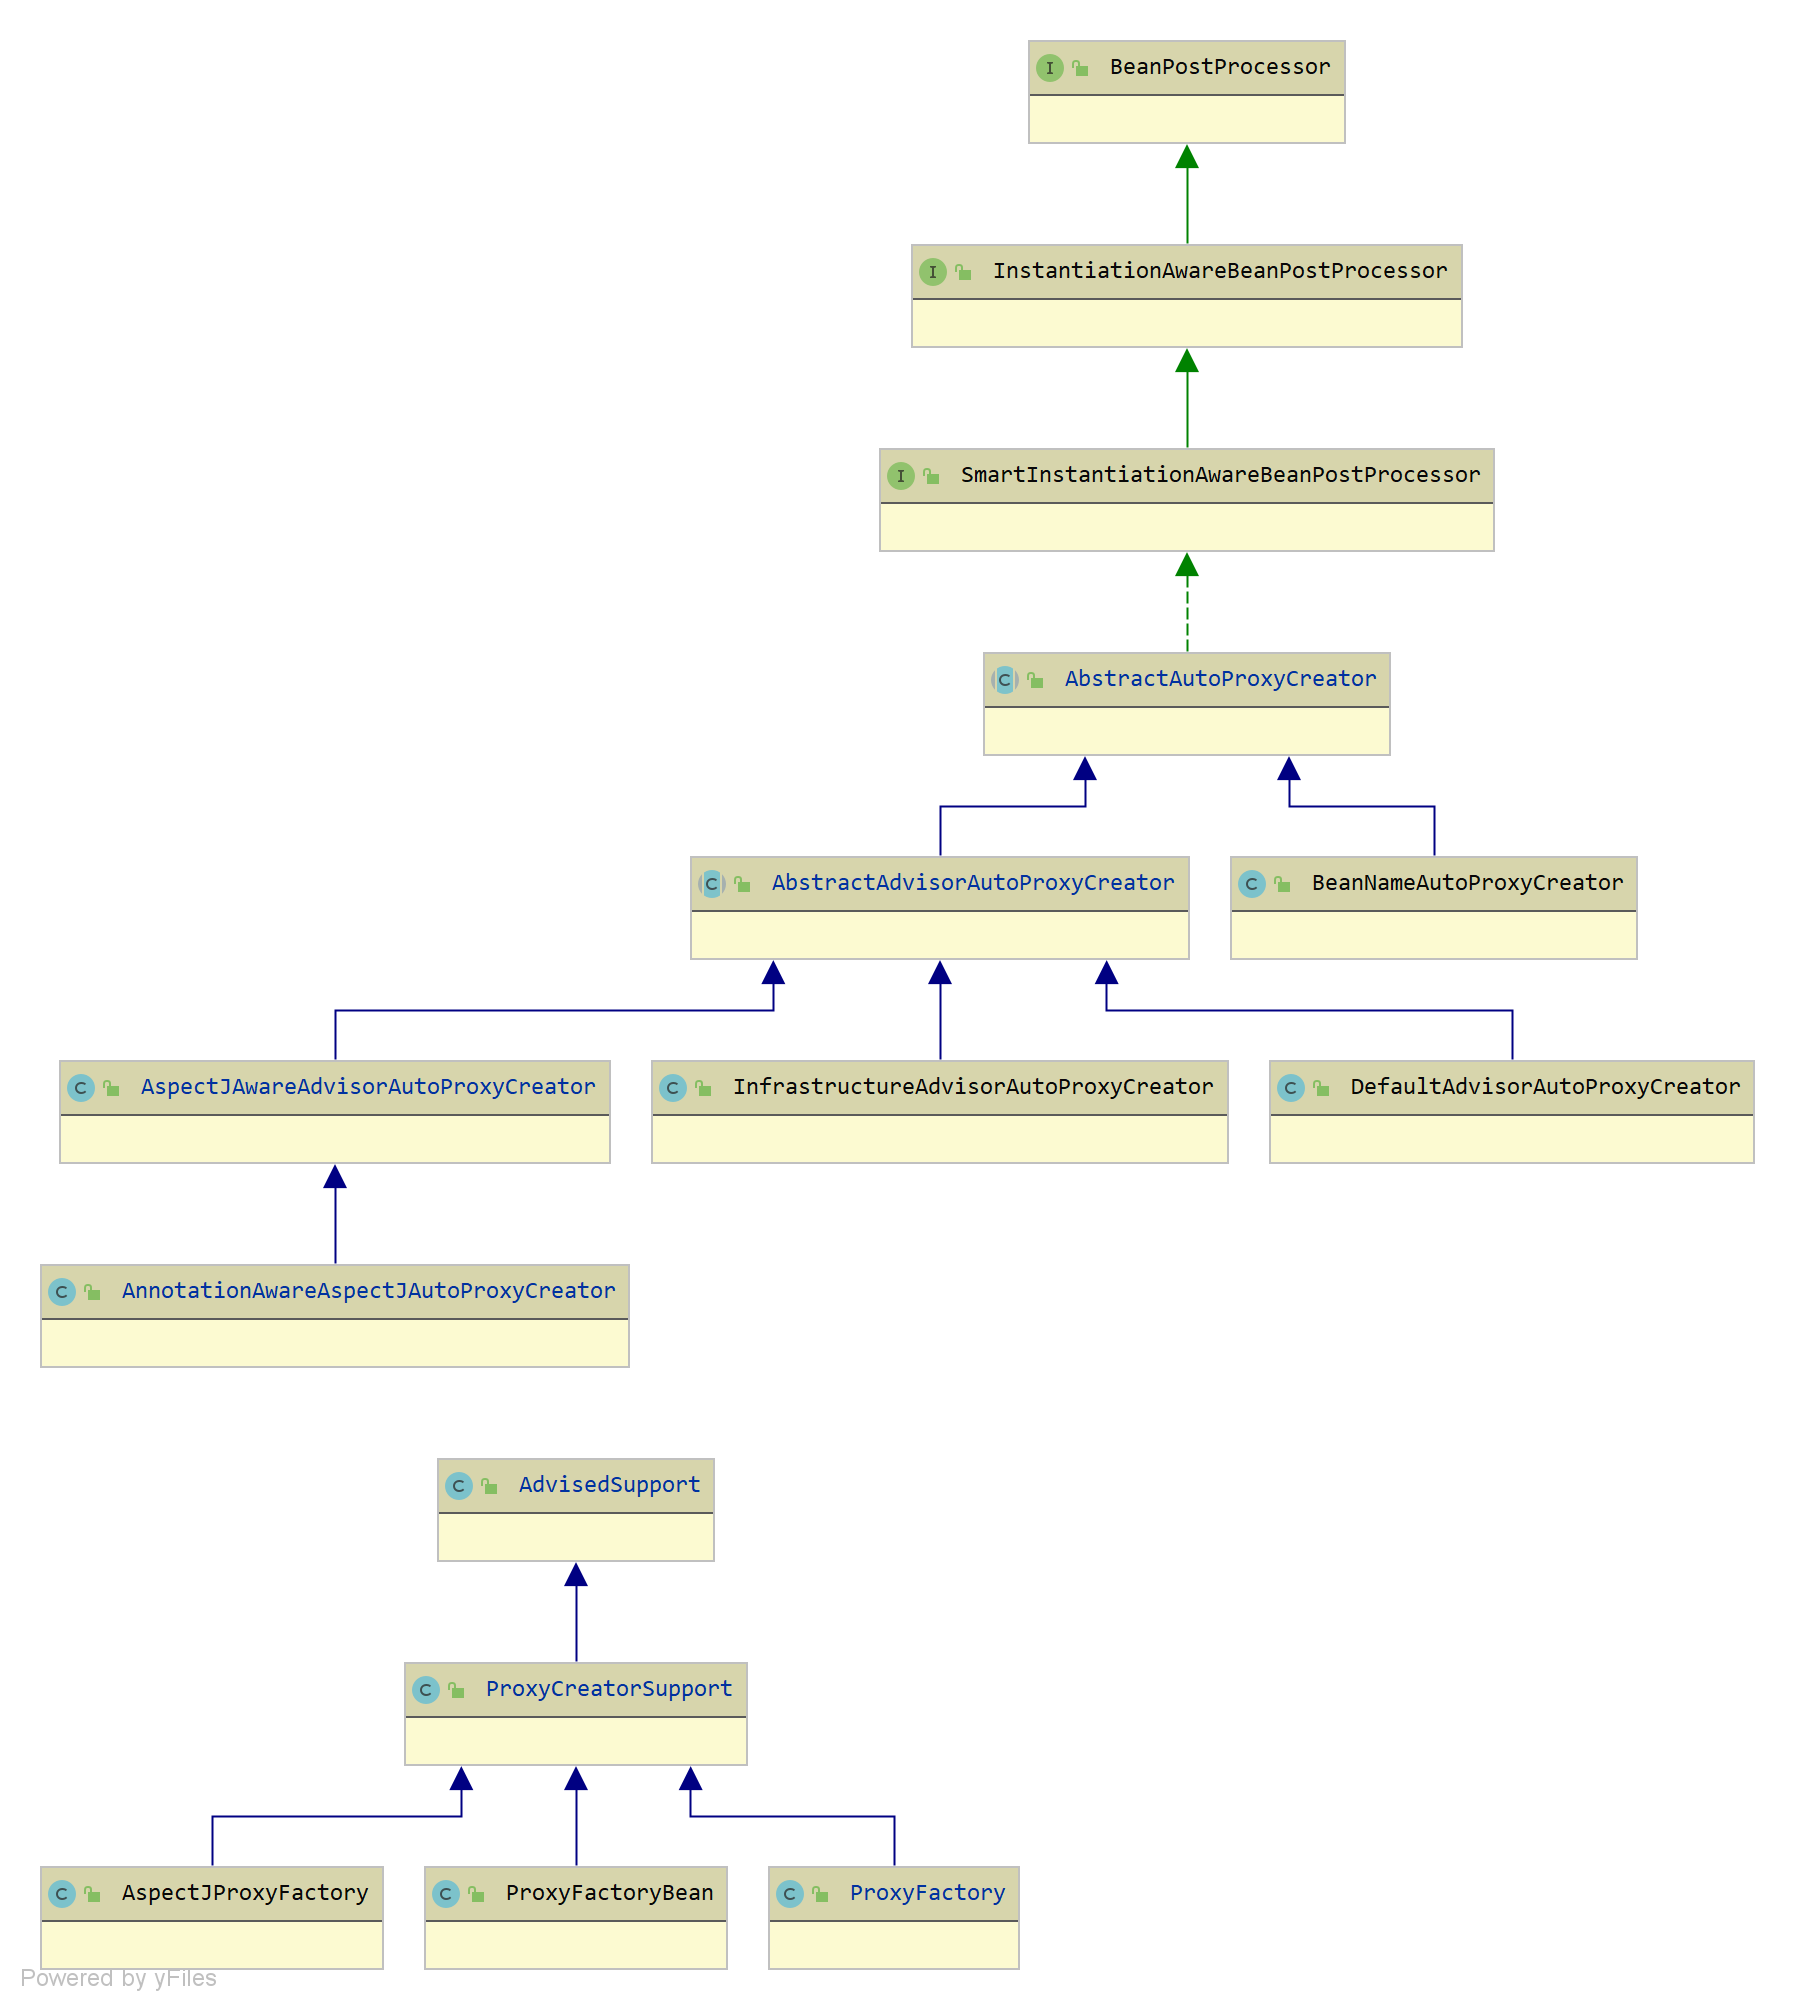 I BeanPostProcessor
I InstantiationAwareBeanPostProcessor
I SmartInstantiationAwareBeanPostProcessor
C AbstractAutoProxyCreator
C AbstractAdvisorAutoProxyCreator
C BeanNameAutoProxyCreator
C AspectJAwareAdvisorAutoProxyCreator
C InfrastructureAdvisorAutoProxyCreator
C DefaultAdvisorAutoProxyCreator
C AnnotationAwareAspectJAutoProxyCreator
C AdvisedSupport
C ProxyCreatorSupport
C AspectJProxyFactory
C ProxyFactoryBean
C ProxyFactory
Powered by yFiles